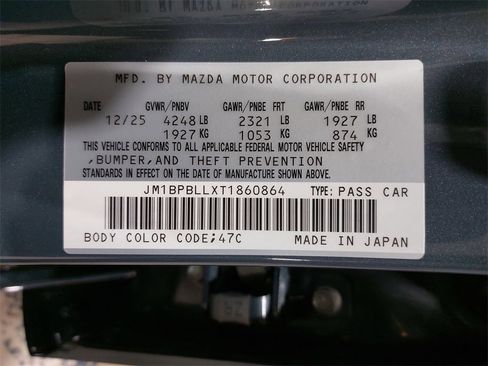 MFD. BY MAZDA MOTOR CORPORATION
DATE GVWR/PNBV GAWR/PNBE FRT GAWR/PNBE RR
12/25 4248 LB 2321 LB 1927 LB
1927 KG 1053 KG 874 KG
THIS VEHICLE CONFORMS TO ALL APPLICABLE FEDERAL MOTOR VEHICLE SAFETY
,BUMPER,AND THEFT PREVENTION
STANDARDS IN EFFECT ON THE DATE OF MANUFACTURE SHOWN ABOVE.
JM1BPBLLXT1860864 TYPE: PASS CAR
BODY COLOR CODE;47C MADE IN JAPAN